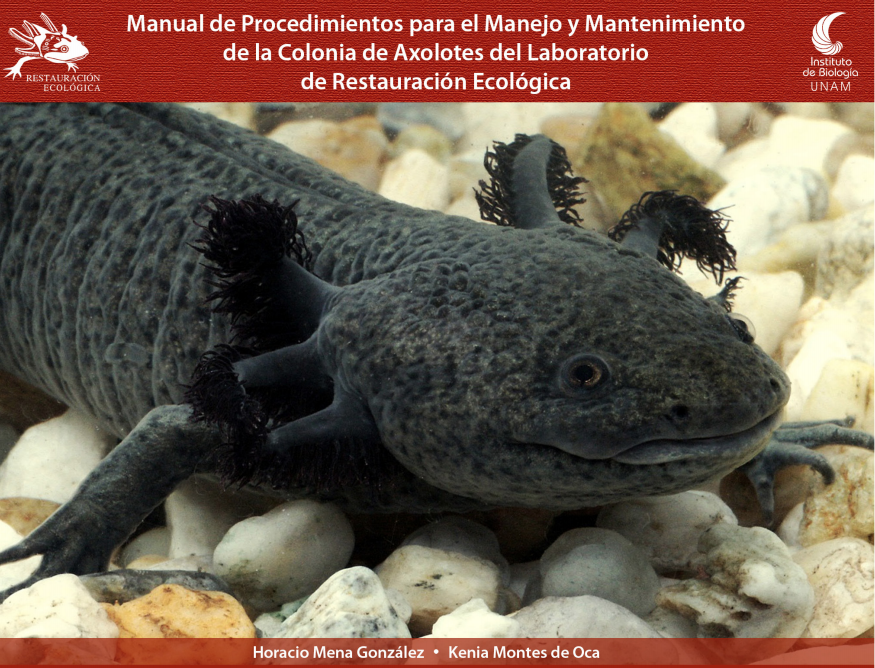 Manual de Procedimientos para el Manejo y Mantenimiento
de la Colonia de Axolotes del Laboratorio
de Restauración Ecológica
RESTAURACIÓN
ECOLÓGICA
Instituto
de Biología
UNAM
Horacio Mena González • Kenia Montes de Oca